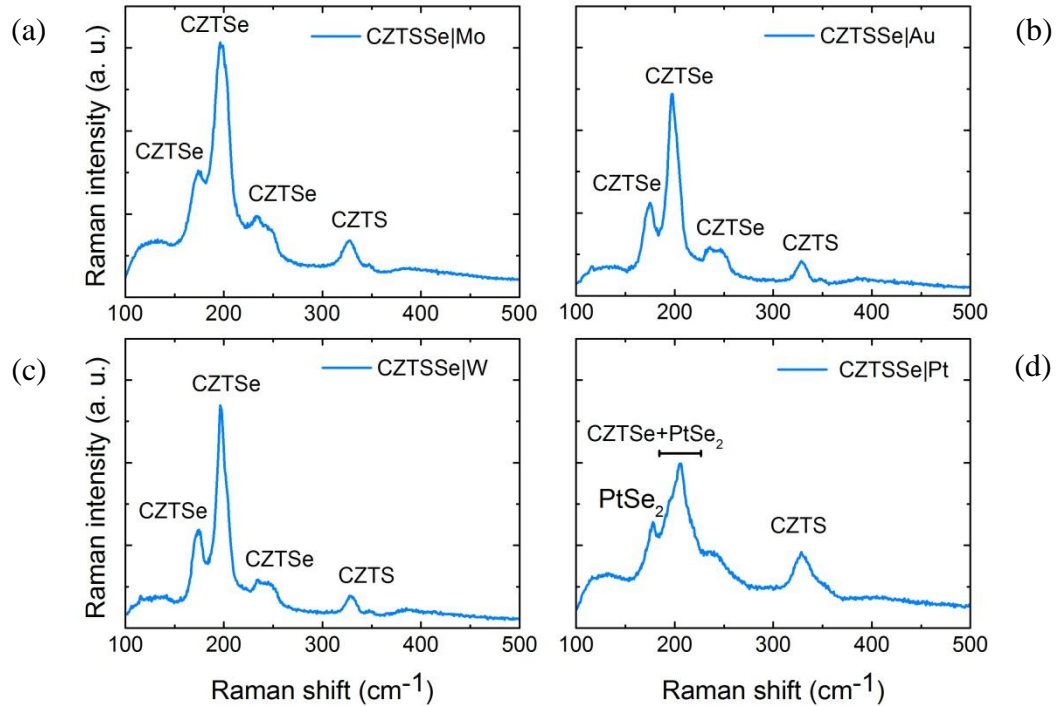 (a)
CZTSe
CZTSSe|Mo
CZTSe
CZTSe
CZTS
Raman intensity (a. u.)
100 200 300 400 500
(b)
CZTSSe|Au
CZTSe
CZTSe
CZTSe
CZTS
100 200 300 400 500
(c)
CZTSSe|W
CZTSe
CZTSe
CZTSe
CZTS
Raman intensity (a. u.)
100 200 300 400 500
Raman shift (cm⁻¹)
(d)
CZTSSe|Pt
CZTSe+PtSe₂
PtSe₂
CZTS
100 200 300 400 500
Raman shift (cm⁻¹)